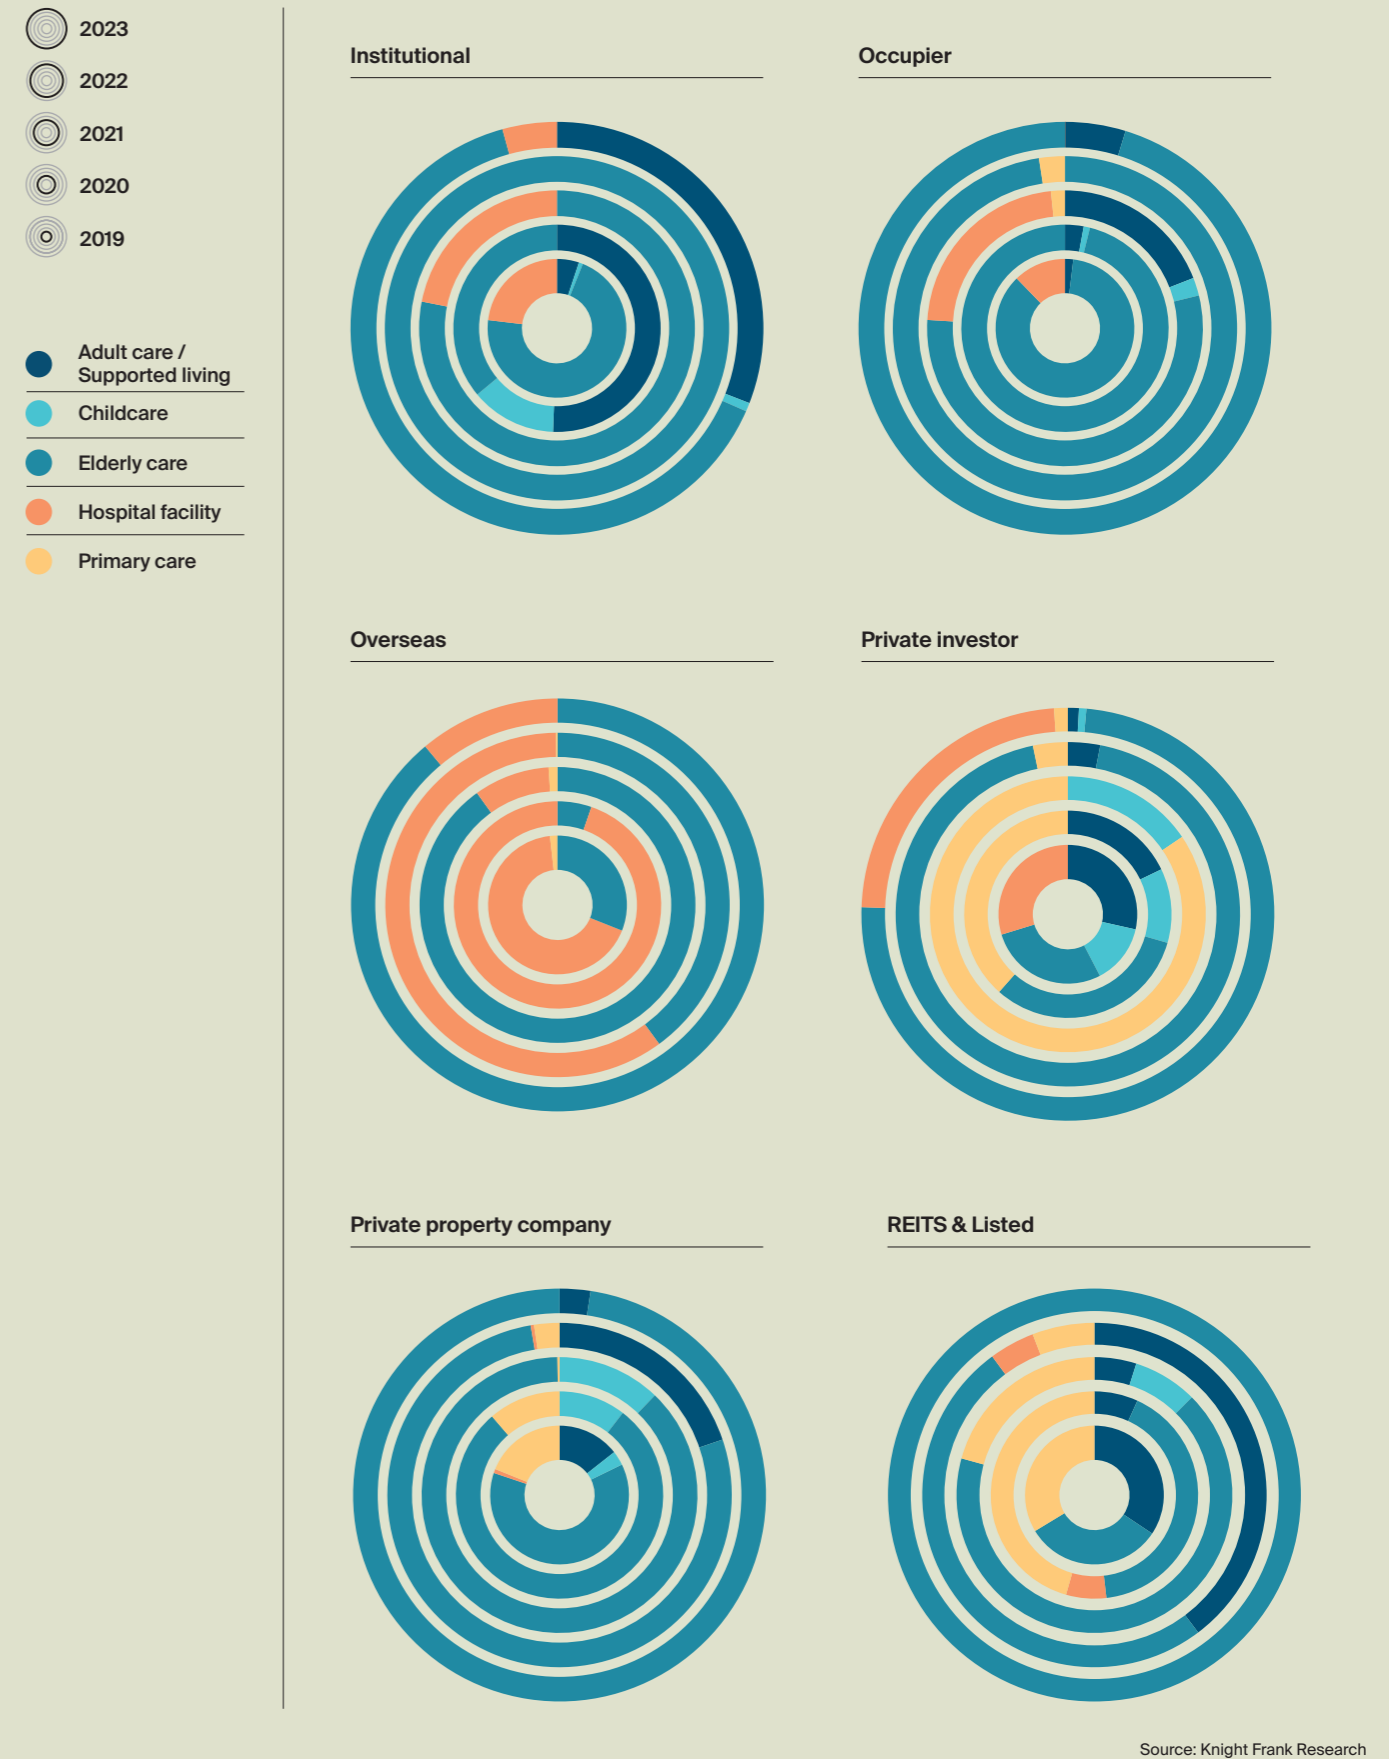 2023
2022
2021
2020
2019
Adult care /
Supported living
Childcare
Elderly care
Hospital facility
Primary care
Institutional
Occupier
Overseas
Private investor
Private property company
REITS & Listed
Source: Knight Frank Research